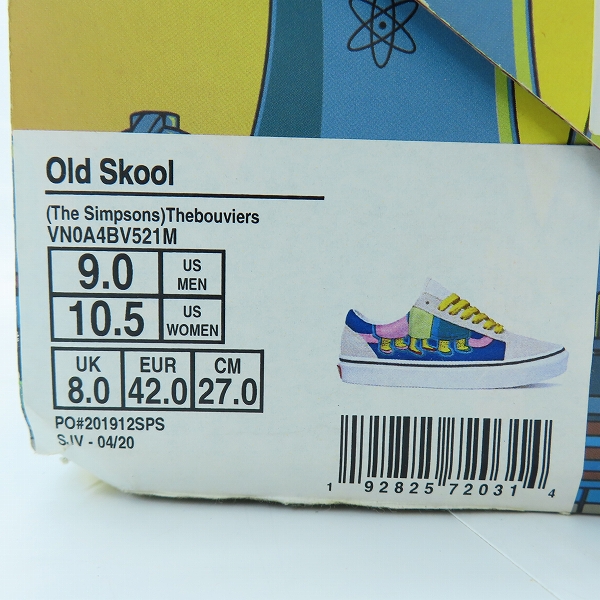 Old Skool
(The Simpsons)Thebouviers
VN0A4BV521M
9.0 US MEN
10.5 US WOMEN
UK EUR CM
8.0 42.0 27.0
PO#201912SPS
SJV - 04/20
1 92825 72031 4